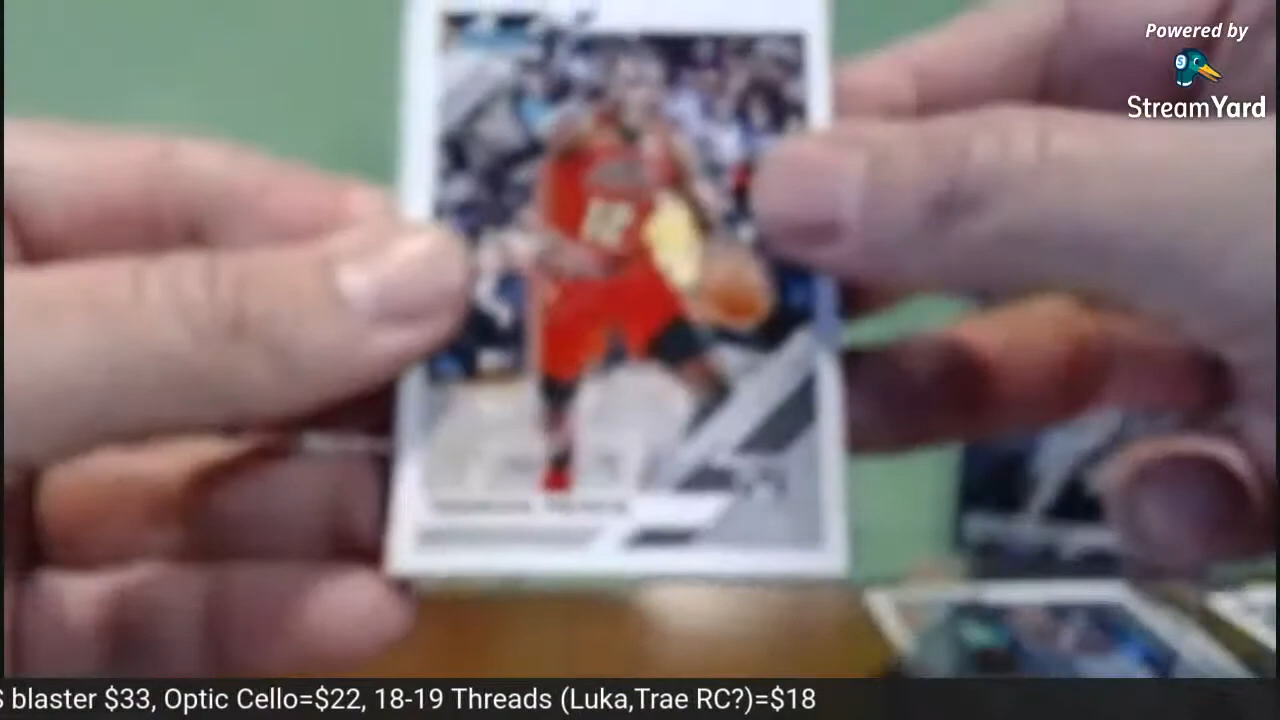 Powered by
StreamYard
S blaster $33, Optic Cello=$22, 18-19 Threads (Luka,Trae RC?)=$18